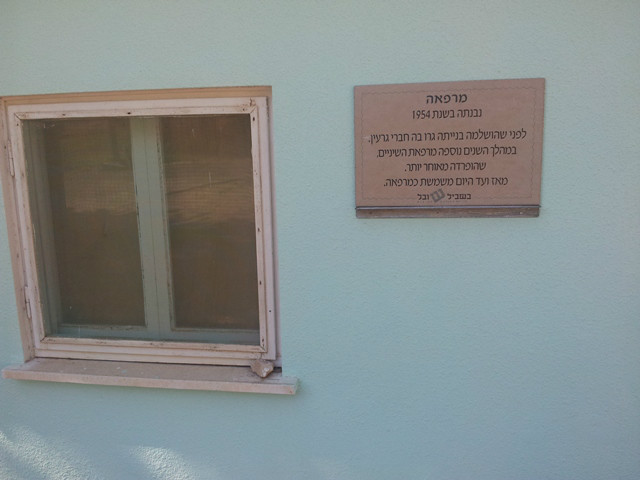 מרפאה
נבנתה בשנת 1954
לפני שהושלמה בנייתה גרו בה חברי גרעין.
במהלך השנים נוספה מרפאת השיניים,
שהופרדה מאוחר יותר.
מאז ועד היום משמשת כמרפאה.
בשביל יובל